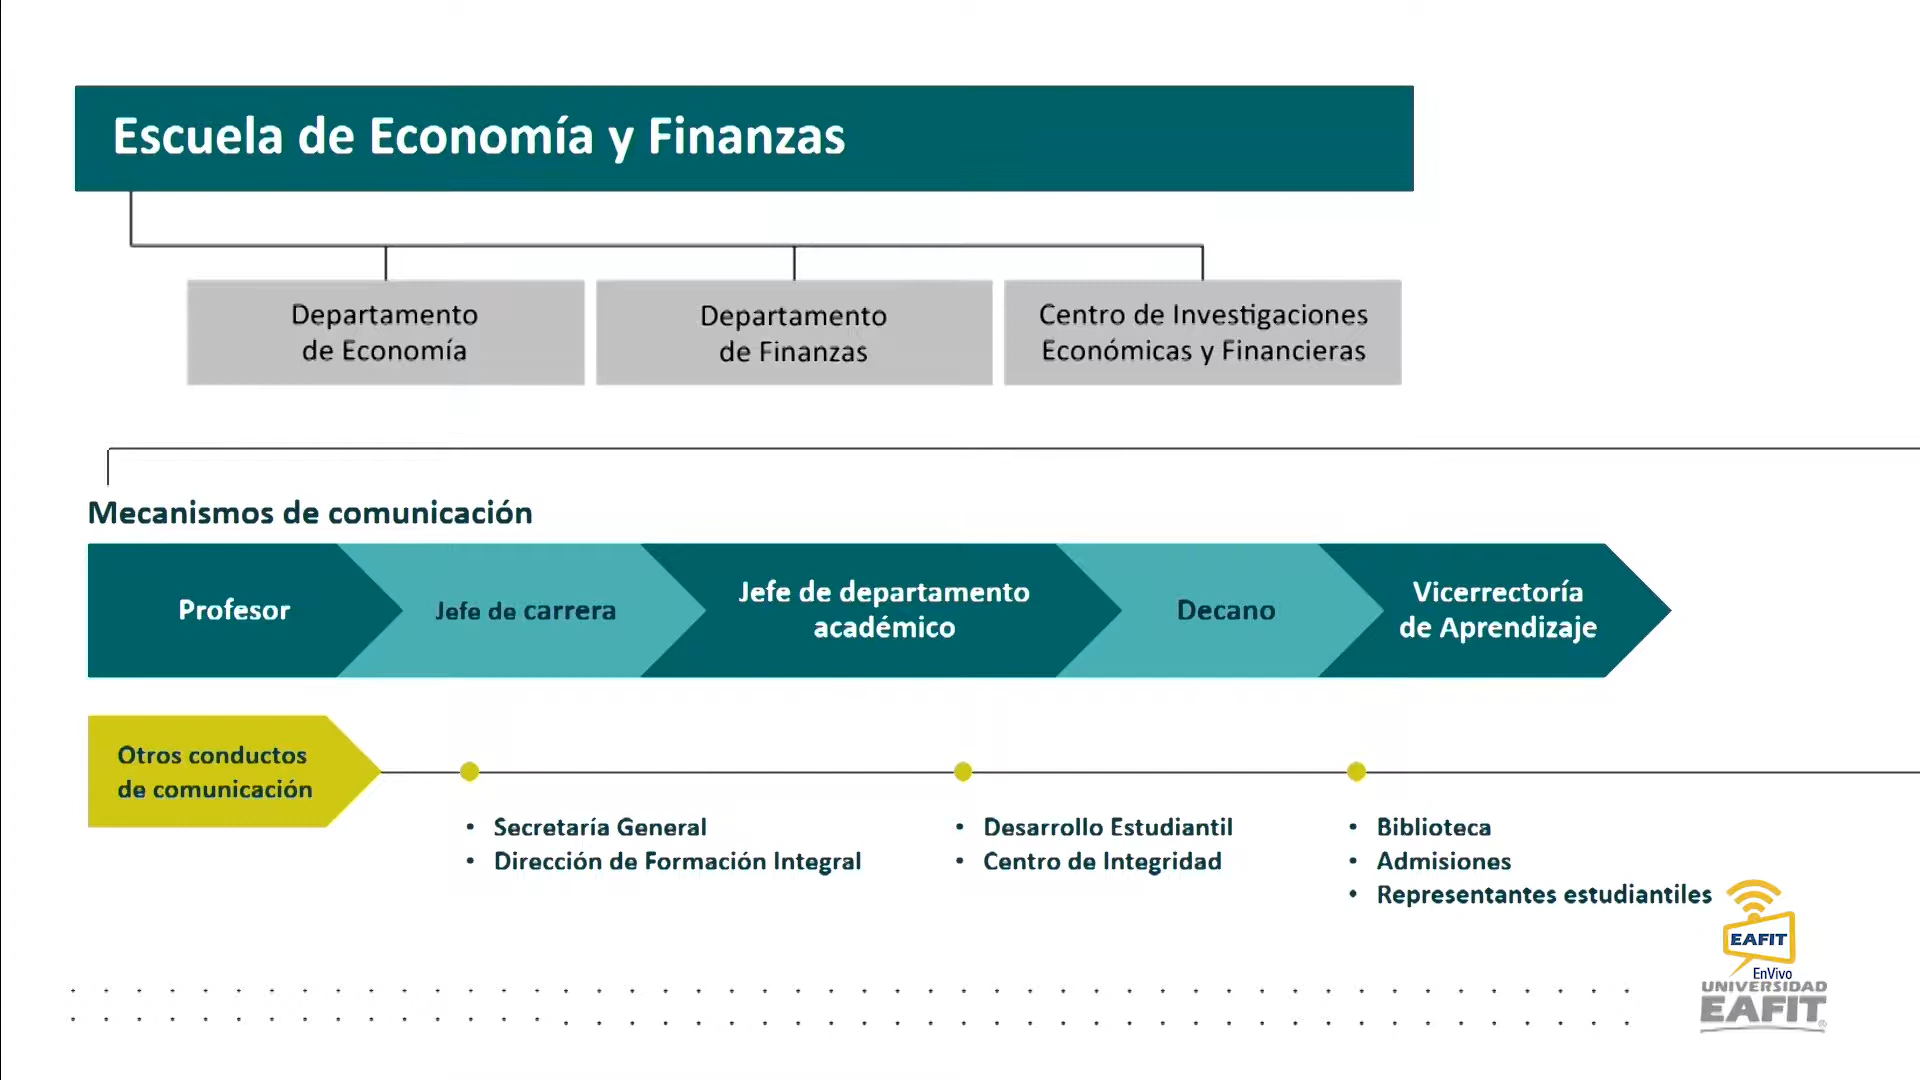 Escuela de Economía y Finanzas
Departamento
de Economía
Departamento
de Finanzas
Centro de Investigaciones
Económicas y Financieras
Mecanismos de comunicación
Profesor
Jefe de carrera
Jefe de departamento
académico
Decano
Vicerrectoría
de Aprendizaje
Otros conductos
de comunicación
• Secretaría General
• Dirección de Formación Integral
• Desarrollo Estudiantil
• Centro de Integridad
• Biblioteca
• Admisiones
• Representantes estudiantiles
EAFIT
EnVivo
UNIVERSIDAD
EAFIT®